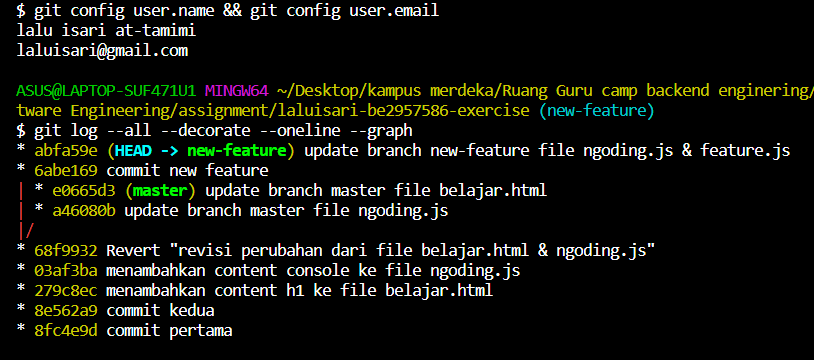 $ git config user.name && git config user.email
lalu isari at-tamimi
laluisari@gmail.com
ASUS@LAPTOP-SUF471U1 MINGW64 ~/Desktop/kampus merdeka/Ruang Guru camp backend enginering/
tware Engineering/assignment/laluisari-be2957586-exercise (new-feature)
$ git log --all --decorate --oneline --graph
* abfa59e (HEAD -> new-feature) update branch new-feature file ngoding.js & feature.js
* 6abe169 commit new feature
| * e0665d3 (master) update branch master file belajar.html
| * a46080b update branch master file ngoding.js
|/
* 68f9932 Revert "revisi perubahan dari file belajar.html & ngoding.js"
* 03af3ba menambahkan content console ke file ngoding.js
* 279c8ec menambahkan content h1 ke file belajar.html
* 8e562a9 commit kedua
* 8fc4e9d commit pertama